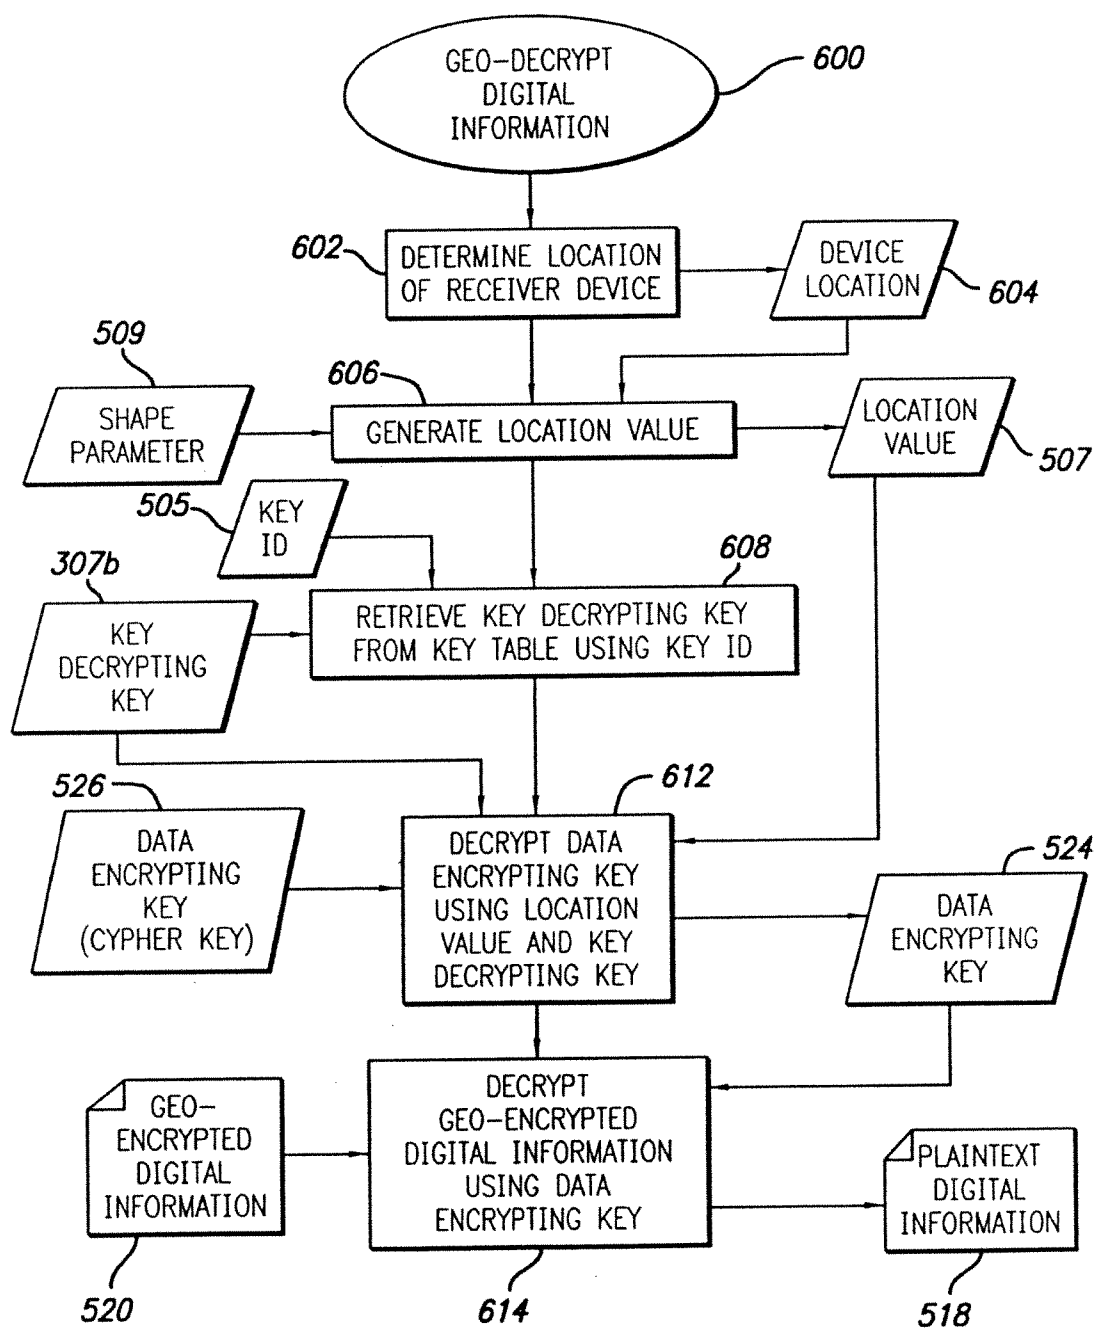 GEO-DECRYPT
DIGITAL
INFORMATION
600
602
DETERMINE LOCATION
OF RECEIVER DEVICE
DEVICE
LOCATION
604
509
SHAPE
PARAMETER
606
GENERATE LOCATION VALUE
LOCATION
VALUE
507
505
KEY
ID
307b
KEY
DECRYPTING
KEY
608
RETRIEVE KEY DECRYPTING KEY
FROM KEY TABLE USING KEY ID
526
DATA
ENCRYPTING
KEY
(CYPHER KEY)
612
DECRYPT DATA
ENCRYPTING KEY
USING LOCATION
VALUE AND KEY
DECRYPTING KEY
524
DATA
ENCRYPTING
KEY
GEO-
ENCRYPTED
DIGITAL
INFORMATION
520
DECRYPT
GEO-ENCRYPTED
DIGITAL INFORMATION
USING DATA
ENCRYPTING KEY
614
PLAINTEXT
DIGITAL
INFORMATION
518